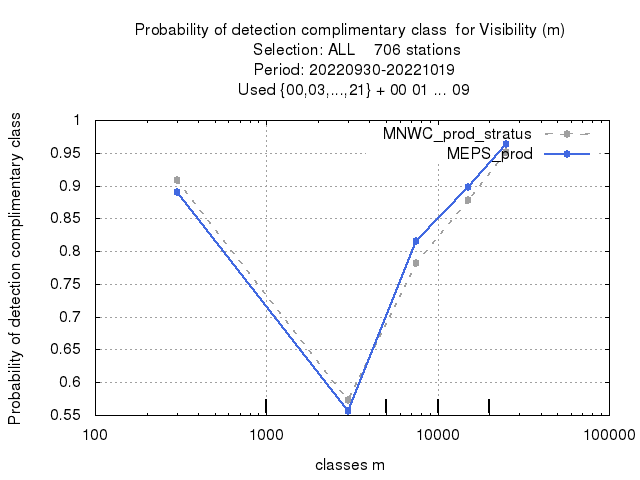 Probability of detection complimentary class  for Visibility (m)
Selection: ALL    706 stations
Period: 20220930-20221019
Used {00,03,...,21} + 00 01 ... 09
Probability of detection complimentary class
MNWC_prod_stratus
MEPS_prod
1
0.95
0.9
0.85
0.8
0.75
0.7
0.65
0.6
0.55
100
1000
10000
100000
classes m